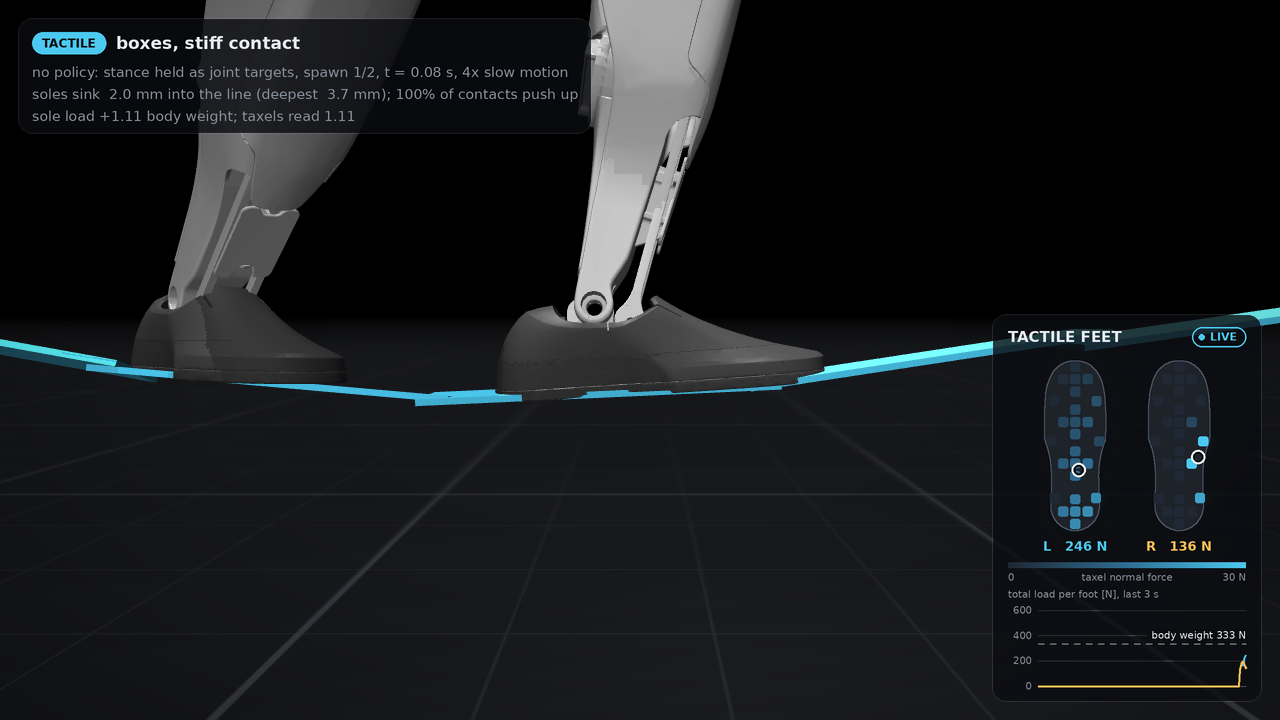 TACTILE boxes, stiff contact
no policy: stance held as joint targets, spawn 1/2, t = 0.08 s, 4x slow motion
soles sink  2.0 mm into the line (deepest  3.7 mm); 100% of contacts push up
sole load +1.11 body weight; taxels read 1.11
TACTILE FEET
LIVE
L 246 N
R 136 N
0 taxel normal force 30 N
total load per foot [N], last 3 s
600
400
body weight 333 N
200
0